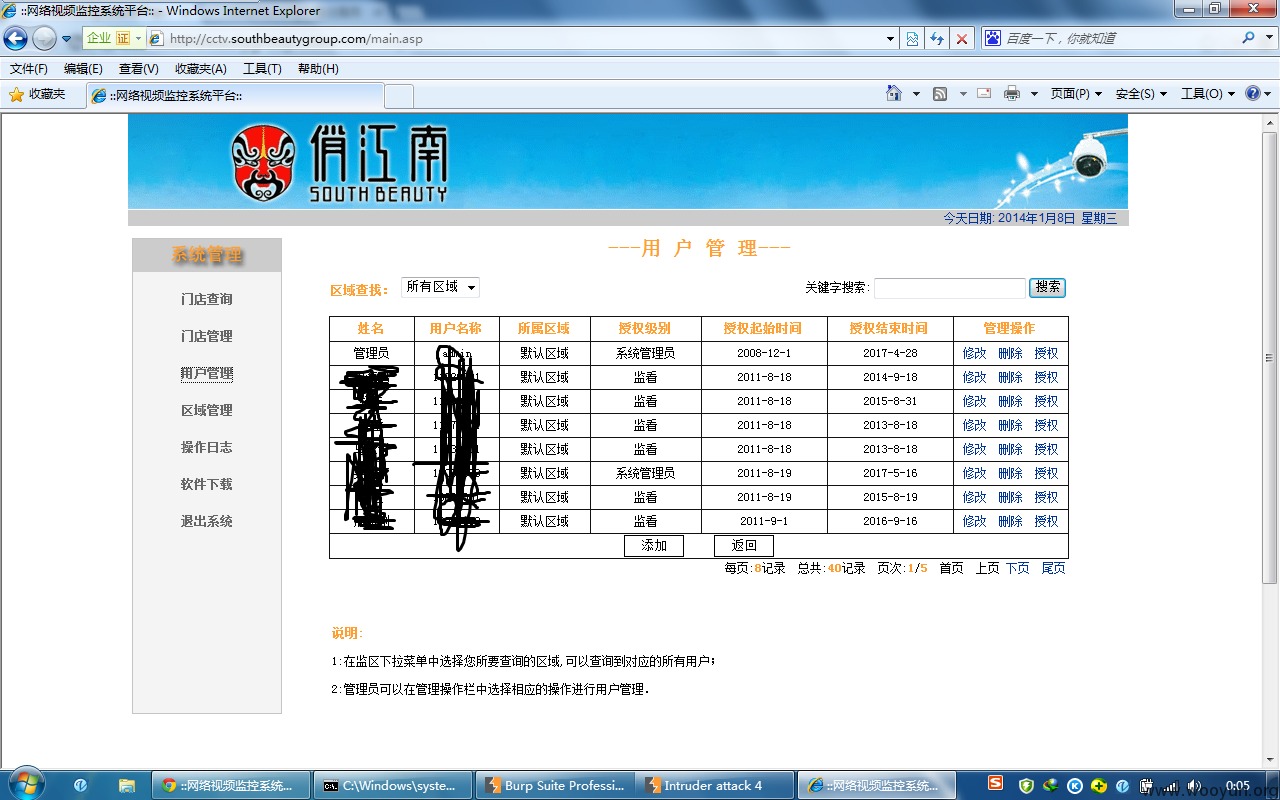 ::网络视频监控系统平台:: - Windows Internet Explorer
企业 证 http://cctv.southbeautygroup.com/main.asp 百度一下，你就知道
文件(F) 编辑(E) 查看(V) 收藏夹(A) 工具(T) 帮助(H)
收藏夹 ::网络视频监控系统平台:: 页面(P) 安全(S) 工具(O)
俏江南
SOUTH BEAUTY
今天日期: 2014年1月8日 星期三
系统管理
门店查询
门店管理
用户管理
区域管理
操作日志
软件下载
退出系统
---用 户 管 理---
区域查找： 所有区域 关键字搜索: 搜索
姓名 用户名称 所属区域 授权级别 授权起始时间 授权结束时间 管理操作
管理员 默认区域 系统管理员 2008-12-1 2017-4-28 修改 删除 授权
默认区域 监看 2011-8-18 2014-9-18 修改 删除 授权
默认区域 监看 2011-8-18 2015-8-31 修改 删除 授权
默认区域 监看 2011-8-18 2013-8-18 修改 删除 授权
默认区域 监看 2011-8-18 2013-8-18 修改 删除 授权
默认区域 系统管理员 2011-8-19 2017-5-16 修改 删除 授权
默认区域 监看 2011-8-19 2015-8-19 修改 删除 授权
默认区域 监看 2011-9-1 2016-9-16 修改 删除 授权
添加 返回
每页:8记录 总共:40记录 页次:1/5 首页 上页 下页 尾页
说明:
1:在监区下拉菜单中选择您所要查询的区域,可以查询到对应的所有用户;
2:管理员可以在管理操作栏中选择相应的操作进行用户管理.
::网络视频监控系统... C:\Windows\syste... Burp Suite Professi... Intruder attack 4 ::网络视频监控系统... 0:05
www.wooyun.org